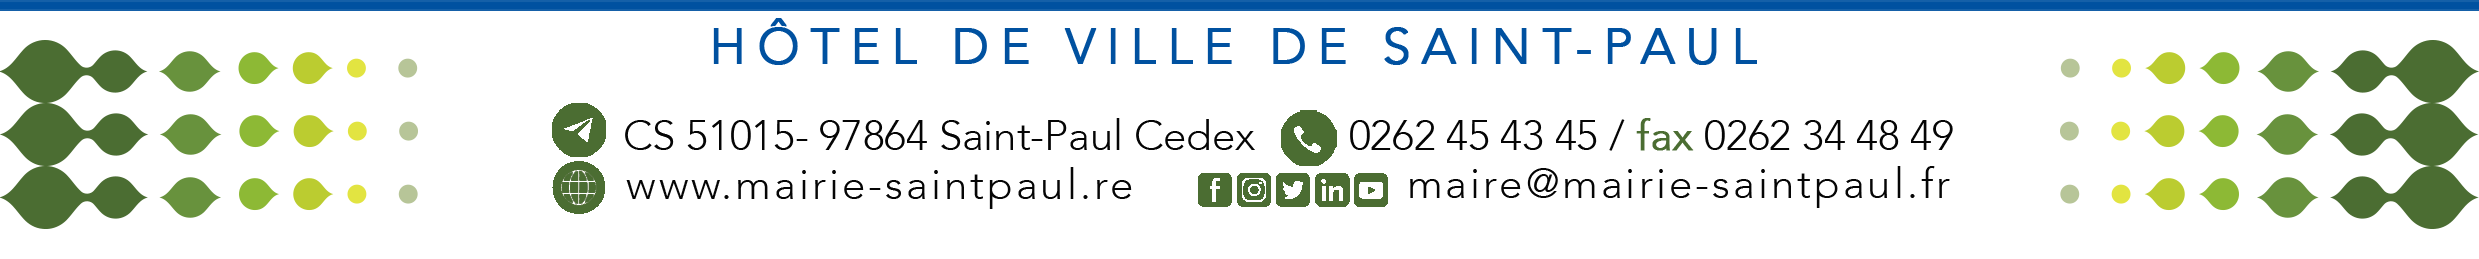 HÔTEL DE VILLE DE SAINT-PAUL
CS 51015- 97864 Saint-Paul Cedex 0262 45 43 45 / fax 0262 34 48 49
www.mairie-saintpaul.re maire@mairie-saintpaul.fr